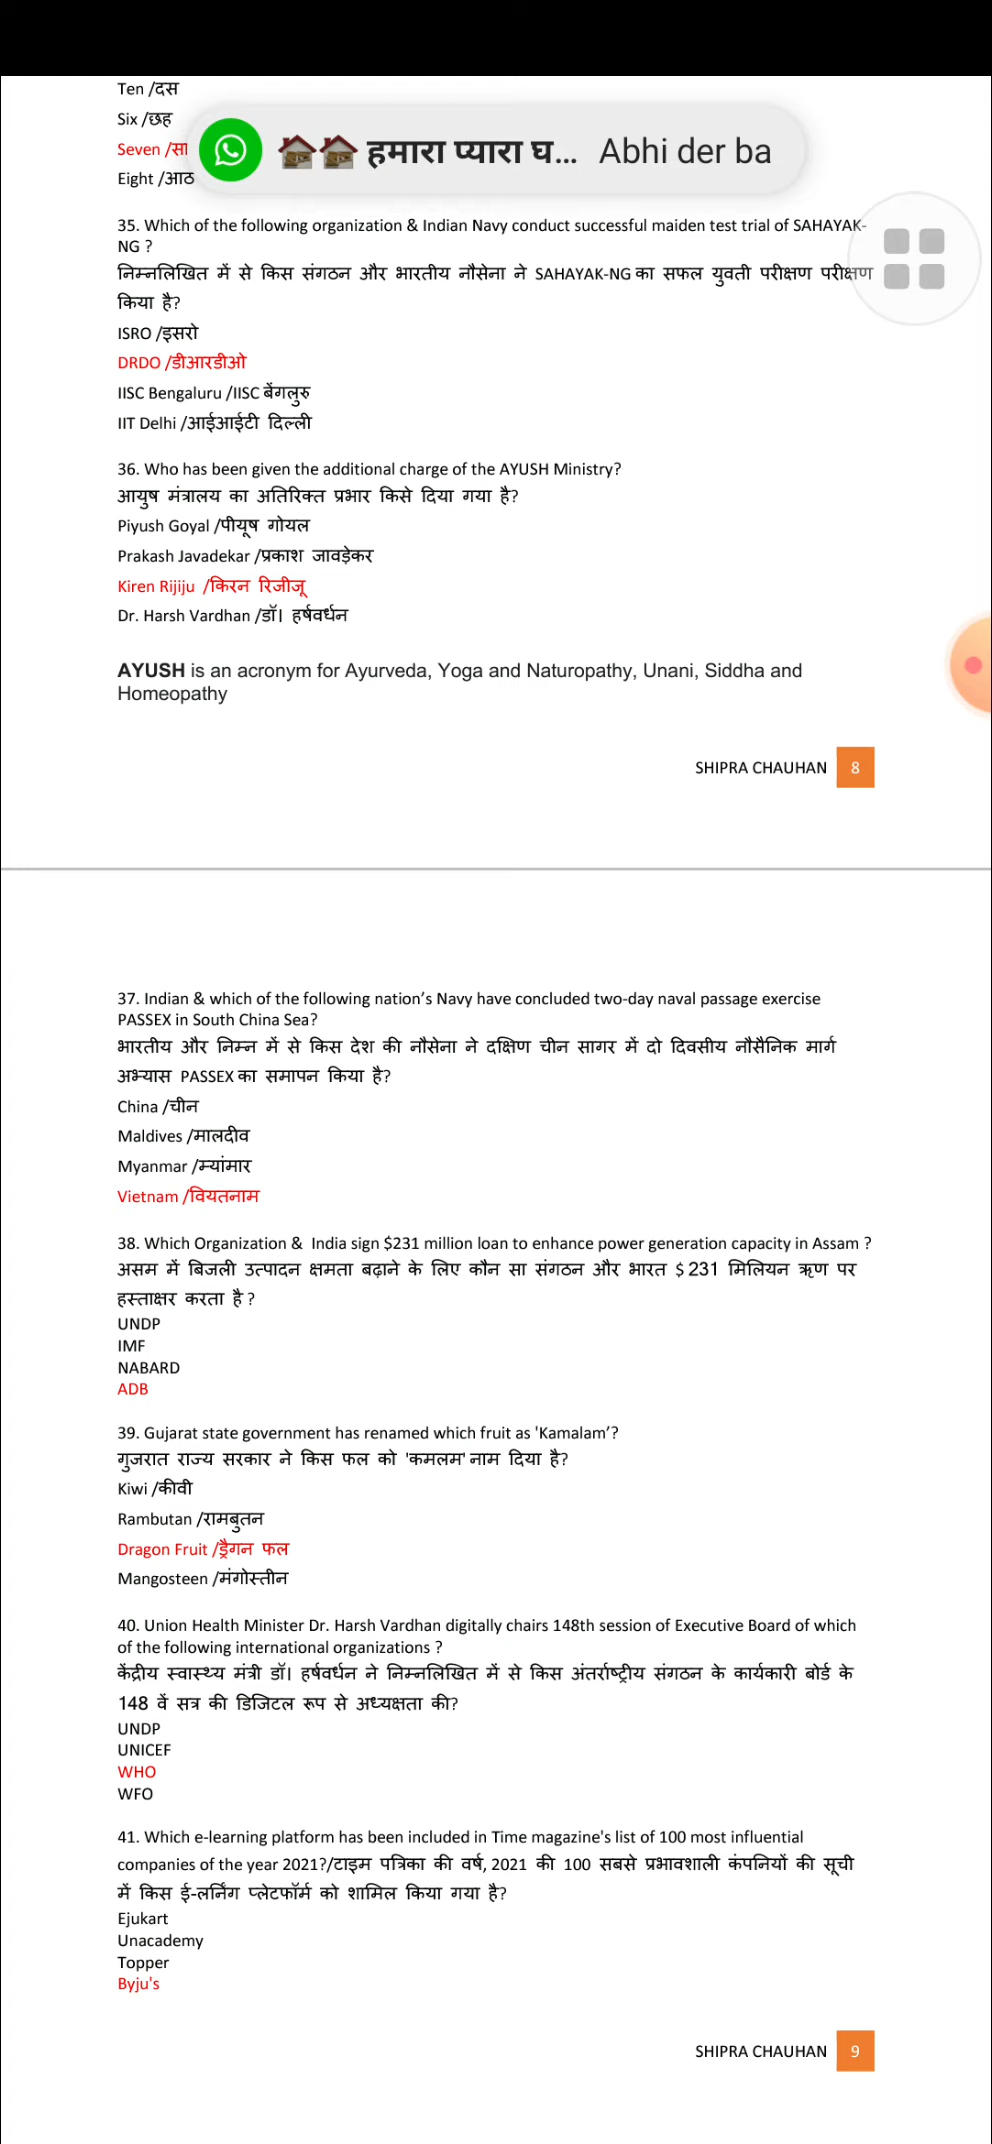 Ten /दस
Six /छह
Seven /सा
Eight /आठ
हमारा प्यारा घ... Abhi der ba
35. Which of the following organization & Indian Navy conduct successful maiden test trial of SAHAYAK-
NG ?
निम्नलिखित में से किस संगठन और भारतीय नौसेना ने SAHAYAK-NG का सफल युवती परीक्षण परीक्षण
किया है?
ISRO /इसरो
DRDO /डीआरडीओ
IISC Bengaluru /IISC बेंगलुरु
IIT Delhi /आईआईटी दिल्ली
36. Who has been given the additional charge of the AYUSH Ministry?
आयुष मंत्रालय का अतिरिक्त प्रभार किसे दिया गया है?
Piyush Goyal /पीयूष गोयल
Prakash Javadekar /प्रकाश जावड़ेकर
Kiren Rijiju /किरन रिजीजू
Dr. Harsh Vardhan /डॉ। हर्षवर्धन
AYUSH is an acronym for Ayurveda, Yoga and Naturopathy, Unani, Siddha and
Homeopathy
SHIPRA CHAUHAN 8
37. Indian & which of the following nation’s Navy have concluded two-day naval passage exercise
PASSEX in South China Sea?
भारतीय और निम्न में से किस देश की नौसेना ने दक्षिण चीन सागर में दो दिवसीय नौसैनिक मार्ग
अभ्यास PASSEX का समापन किया है?
China /चीन
Maldives /मालदीव
Myanmar /म्यांमार
Vietnam /वियतनाम
38. Which Organization & India sign $231 million loan to enhance power generation capacity in Assam ?
असम में बिजली उत्पादन क्षमता बढ़ाने के लिए कौन सा संगठन और भारत $ 231 मिलियन ऋण पर
हस्ताक्षर करता है ?
UNDP
IMF
NABARD
ADB
39. Gujarat state government has renamed which fruit as 'Kamalam’?
गुजरात राज्य सरकार ने किस फल को 'कमलम' नाम दिया है?
Kiwi /कीवी
Rambutan /रामबुतन
Dragon Fruit /ड्रैगन फल
Mangosteen /मंगोस्तीन
40. Union Health Minister Dr. Harsh Vardhan digitally chairs 148th session of Executive Board of which
of the following international organizations ?
केंद्रीय स्वास्थ्य मंत्री डॉ। हर्षवर्धन ने निम्नलिखित में से किस अंतर्राष्ट्रीय संगठन के कार्यकारी बोर्ड के
148 वें सत्र की डिजिटल रूप से अध्यक्षता की?
UNDP
UNICEF
WHO
WFO
41. Which e-learning platform has been included in Time magazine's list of 100 most influential
companies of the year 2021?/टाइम पत्रिका की वर्ष, 2021 की 100 सबसे प्रभावशाली कंपनियों की सूची
में किस ई-लर्निंग प्लेटफॉर्म को शामिल किया गया है?
Ejukart
Unacademy
Topper
Byju's
SHIPRA CHAUHAN 9